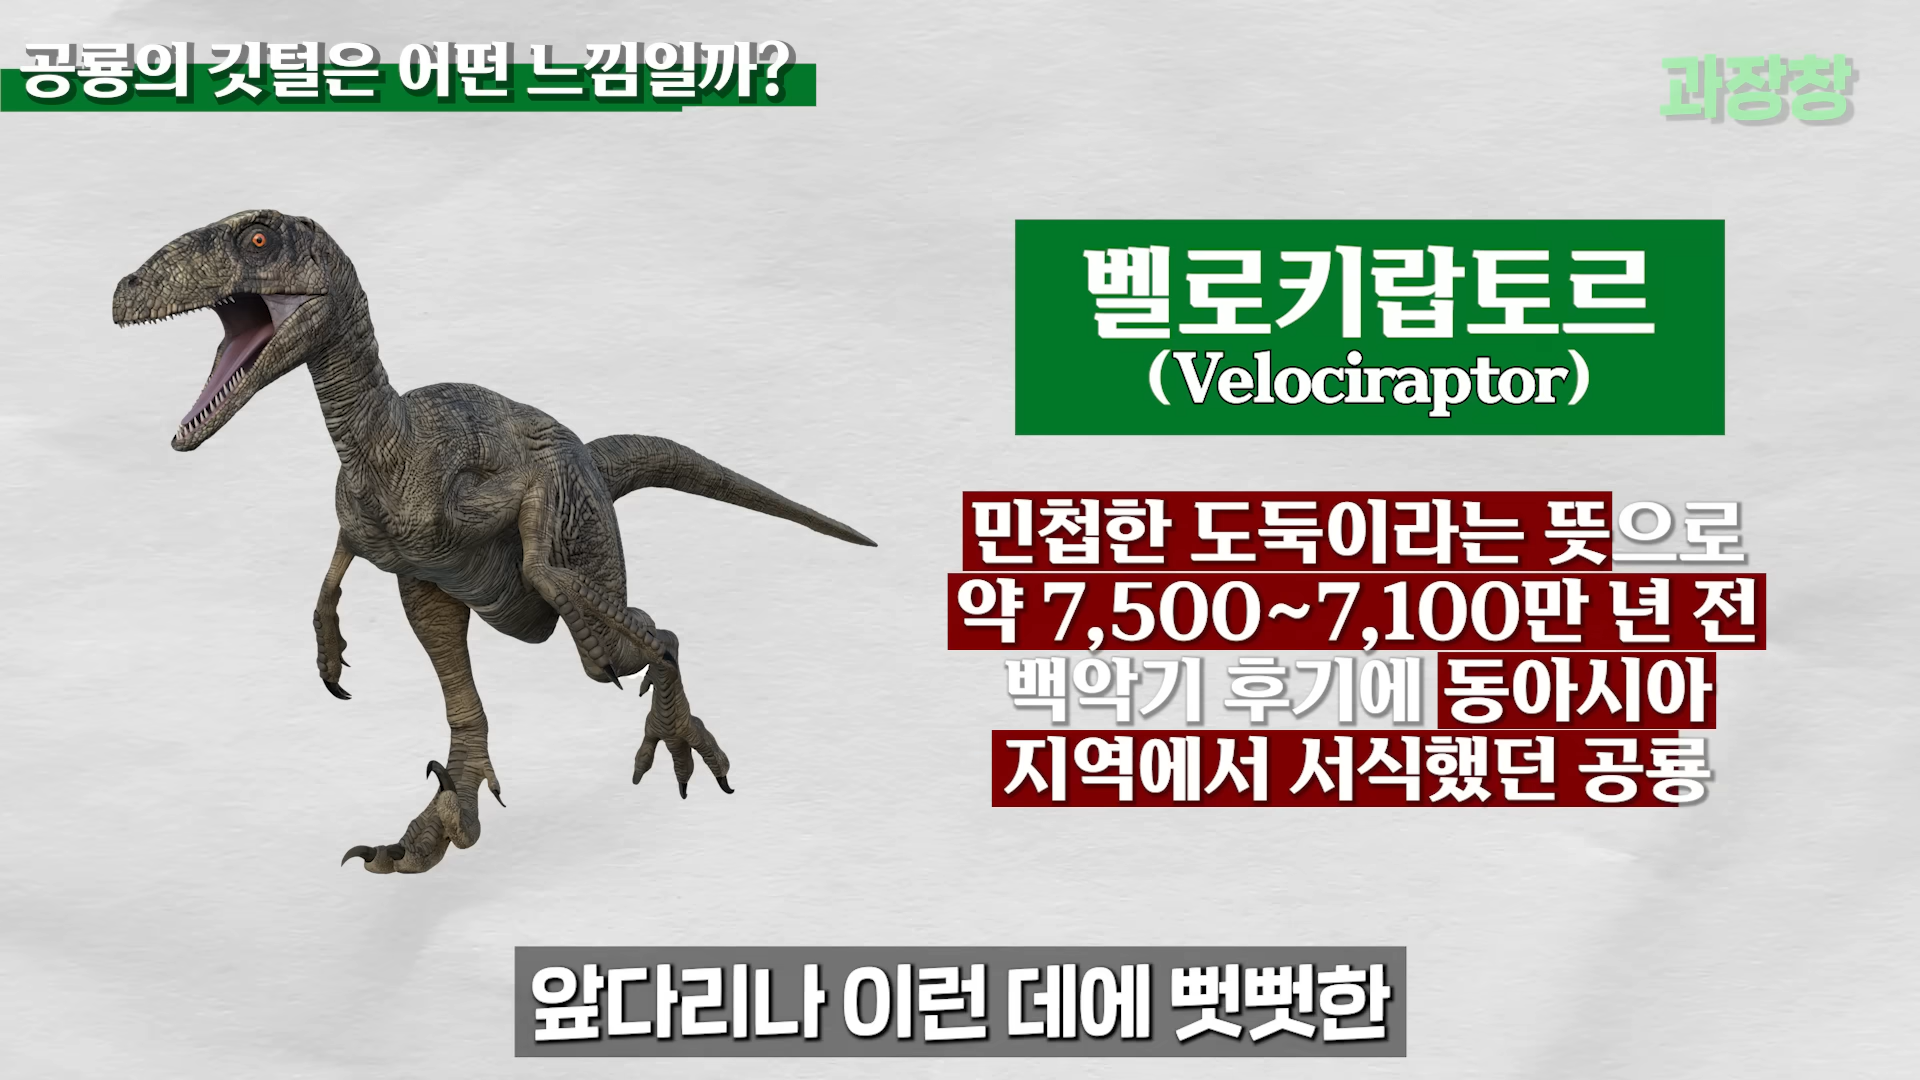 공룡의 깃털은 어떤 느낌일까?
과장창
벨로키랍토르
(Velociraptor)
민첩한 도둑이라는 뜻으로
약 7,500~7,100만 년 전
백악기 후기에 동아시아
지역에서 서식했던 공룡
앞다리나 이런 데에 뻣뻣한